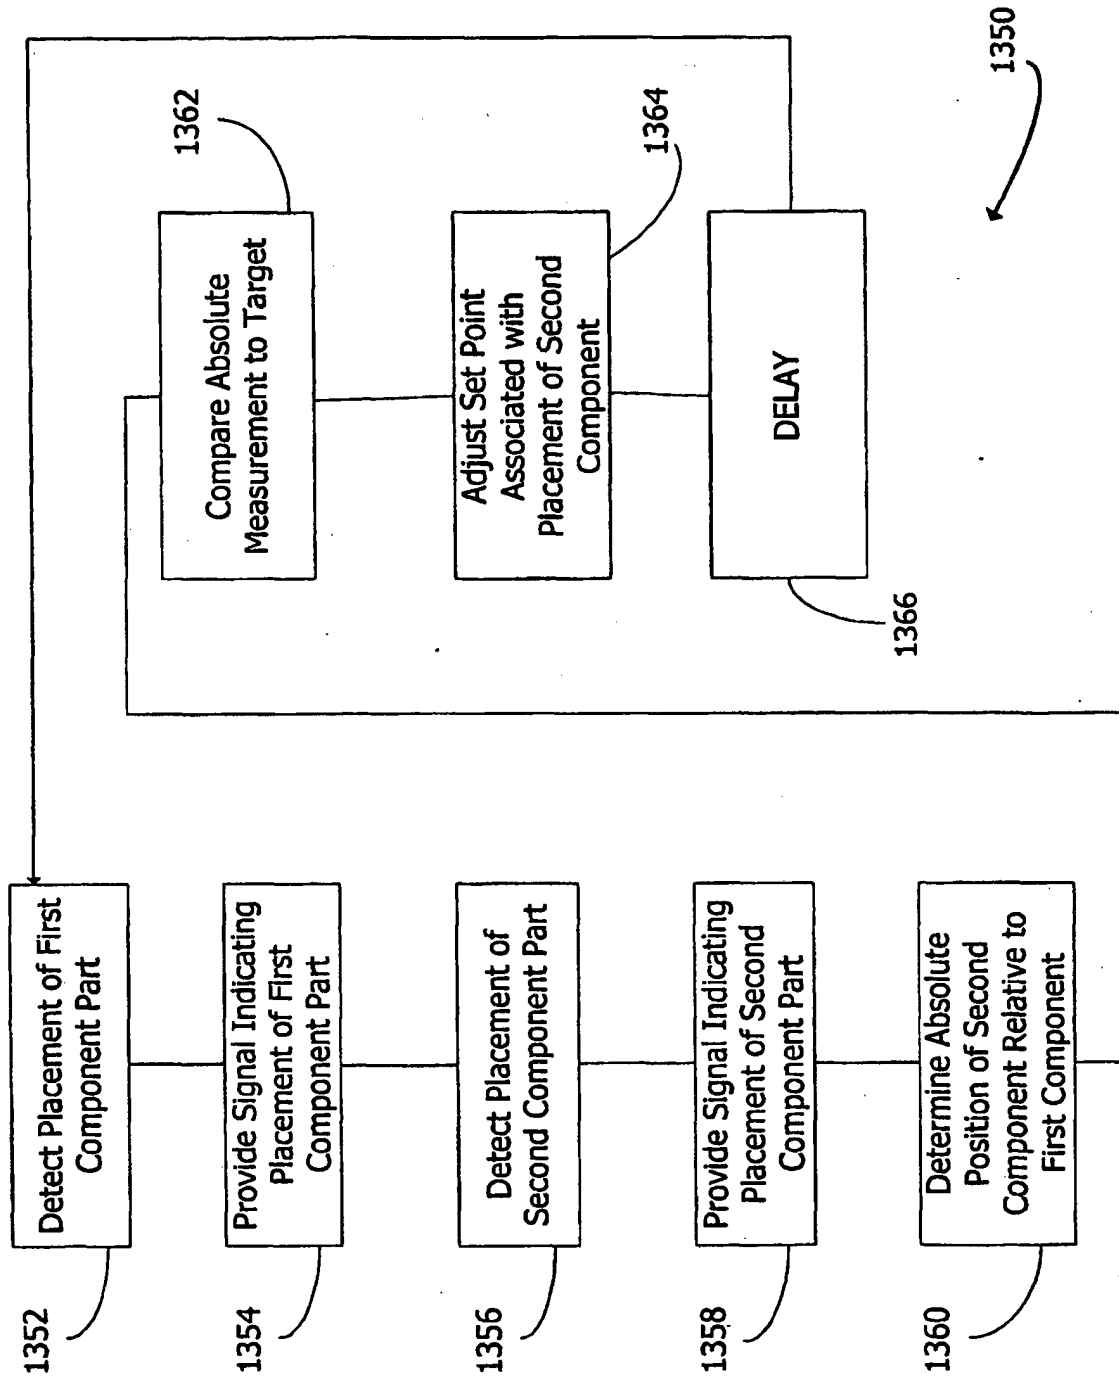 1352
Detect Placement of First
Component Part
1354
Provide Signal Indicating
Placement of First
Component Part
1356
Detect Placement of
Second Component Part
1358
Provide Signal Indicating
Placement of Second
Component Part
1360
Determine Absolute
Position of Second
Component Relative to
First Component
1362
Compare Absolute
Measurement to Target
1364
Adjust Set Point
Associated with
Placement of Second
Component
1366
DELAY
1350